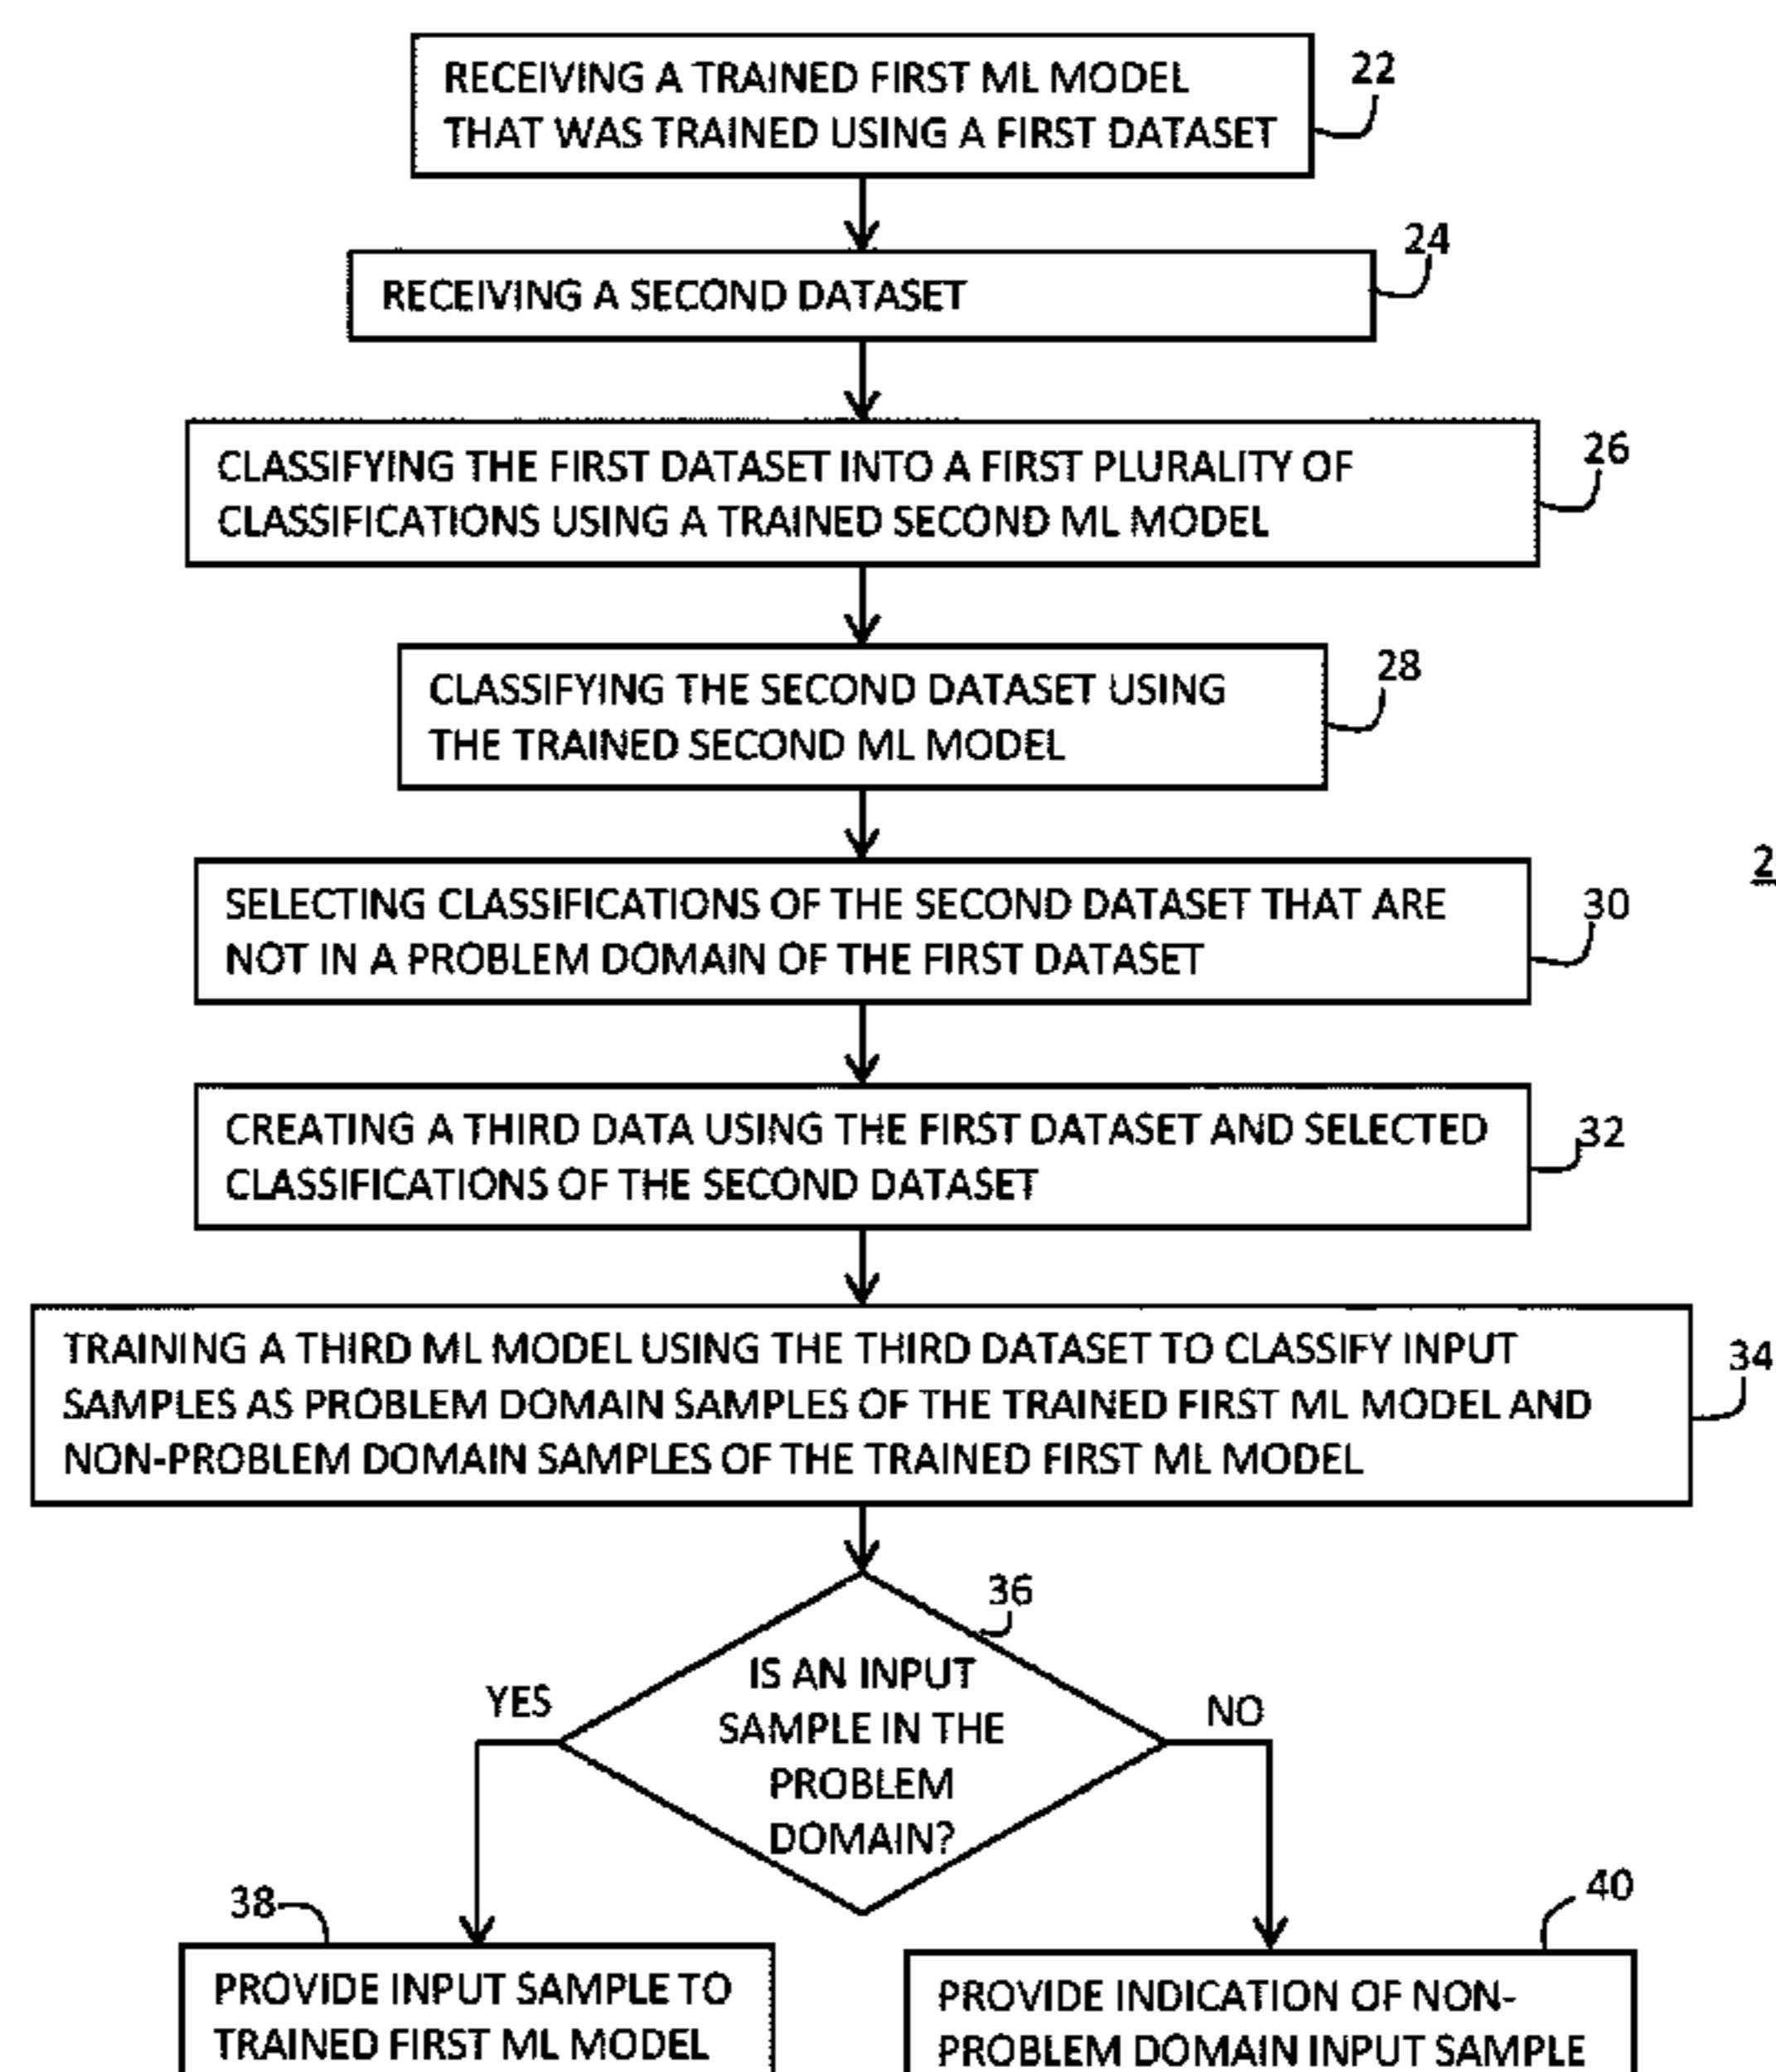 RECEIVING A TRAINED FIRST ML MODEL
THAT WAS TRAINED USING A FIRST DATASET
22
24
RECEIVING A SECOND DATASET
CLASSIFYING THE FIRST DATASET INTO A FIRST PLURALITY OF
CLASSIFICATIONS USING A TRAINED SECOND ML MODEL
26
CLASSIFYING THE SECOND DATASET USING
THE TRAINED SECOND ML MODEL
28
SELECTING CLASSIFICATIONS OF THE SECOND DATASET THAT ARE
NOT IN A PROBLEM DOMAIN OF THE FIRST DATASET
30
2
CREATING A THIRD DATA USING THE FIRST DATASET AND SELECTED
CLASSIFICATIONS OF THE SECOND DATASET
32
TRAINING A THIRD ML MODEL USING THE THIRD DATASET TO CLASSIFY INPUT
SAMPLES AS PROBLEM DOMAIN SAMPLES OF THE TRAINED FIRST ML MODEL AND
NON-PROBLEM DOMAIN SAMPLES OF THE TRAINED FIRST ML MODEL
34
36
IS AN INPUT
SAMPLE IN THE
PROBLEM
DOMAIN?
YES
NO
38
PROVIDE INPUT SAMPLE TO
TRAINED FIRST ML MODEL
40
PROVIDE INDICATION OF NON-
PROBLEM DOMAIN INPUT SAMPLE